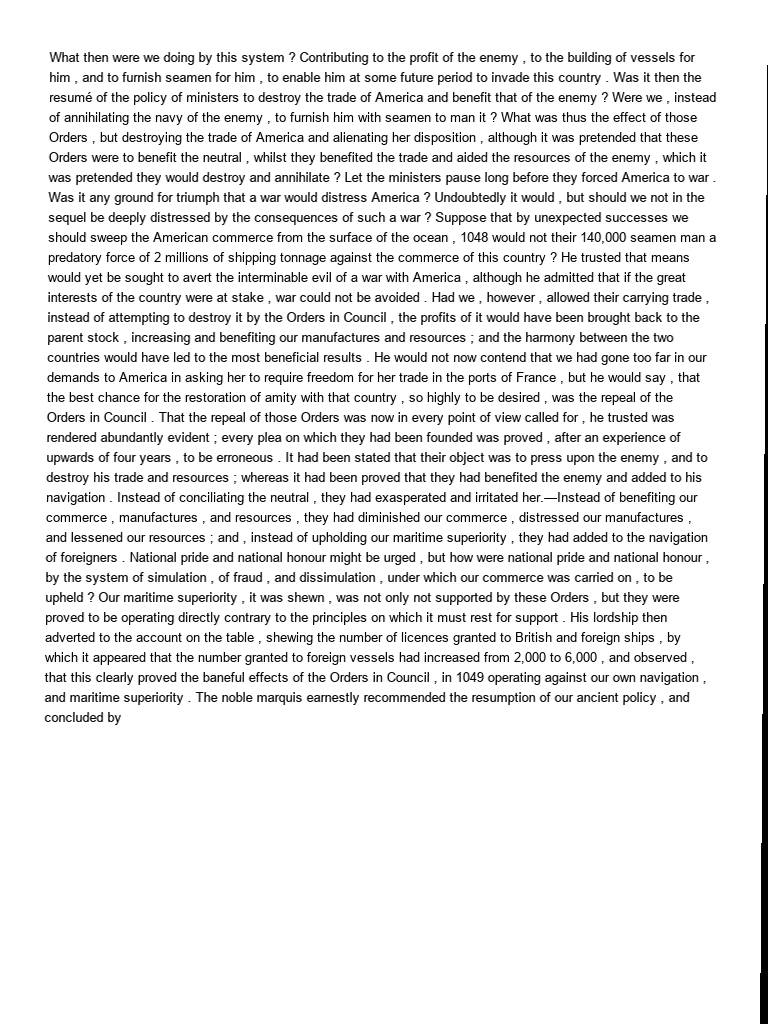 What then were we doing by this system ? Contributing to the profit of the enemy , to the building of vessels for
him , and to furnish seamen for him , to enable him at some future period to invade this country . Was it then the
resumé of the policy of ministers to destroy the trade of America and benefit that of the enemy ? Were we , instead
of annihilating the navy of the enemy , to furnish him with seamen to man it ? What was thus the effect of those
Orders , but destroying the trade of America and alienating her disposition , although it was pretended that these
Orders were to benefit the neutral , whilst they benefited the trade and aided the resources of the enemy , which it
was pretended they would destroy and annihilate ? Let the ministers pause long before they forced America to war .
Was it any ground for triumph that a war would distress America ? Undoubtedly it would , but should we not in the
sequel be deeply distressed by the consequences of such a war ? Suppose that by unexpected successes we
should sweep the American commerce from the surface of the ocean , 1048 would not their 140,000 seamen man a
predatory force of 2 millions of shipping tonnage against the commerce of this country ? He trusted that means
would yet be sought to avert the interminable evil of a war with America , although he admitted that if the great
interests of the country were at stake , war could not be avoided . Had we , however , allowed their carrying trade ,
instead of attempting to destroy it by the Orders in Council , the profits of it would have been brought back to the
parent stock , increasing and benefiting our manufactures and resources ; and the harmony between the two
countries would have led to the most beneficial results . He would not now contend that we had gone too far in our
demands to America in asking her to require freedom for her trade in the ports of France , but he would say , that
the best chance for the restoration of amity with that country , so highly to be desired , was the repeal of the
Orders in Council . That the repeal of those Orders was now in every point of view called for , he trusted was
rendered abundantly evident ; every plea on which they had been founded was proved , after an experience of
upwards of four years , to be erroneous . It had been stated that their object was to press upon the enemy , and to
destroy his trade and resources ; whereas it had been proved that they had benefited the enemy and added to his
navigation . Instead of conciliating the neutral , they had exasperated and irritated her.—Instead of benefiting our
commerce , manufactures , and resources , they had diminished our commerce , distressed our manufactures ,
and lessened our resources ; and , instead of upholding our maritime superiority , they had added to the navigation
of foreigners . National pride and national honour might be urged , but how were national pride and national honour ,
by the system of simulation , of fraud , and dissimulation , under which our commerce was carried on , to be
upheld ? Our maritime superiority , it was shewn , was not only not supported by these Orders , but they were
proved to be operating directly contrary to the principles on which it must rest for support . His lordship then
adverted to the account on the table , shewing the number of licences granted to British and foreign ships , by
which it appeared that the number granted to foreign vessels had increased from 2,000 to 6,000 , and observed ,
that this clearly proved the baneful effects of the Orders in Council , in 1049 operating against our own navigation ,
and maritime superiority . The noble marquis earnestly recommended the resumption of our ancient policy , and
concluded by